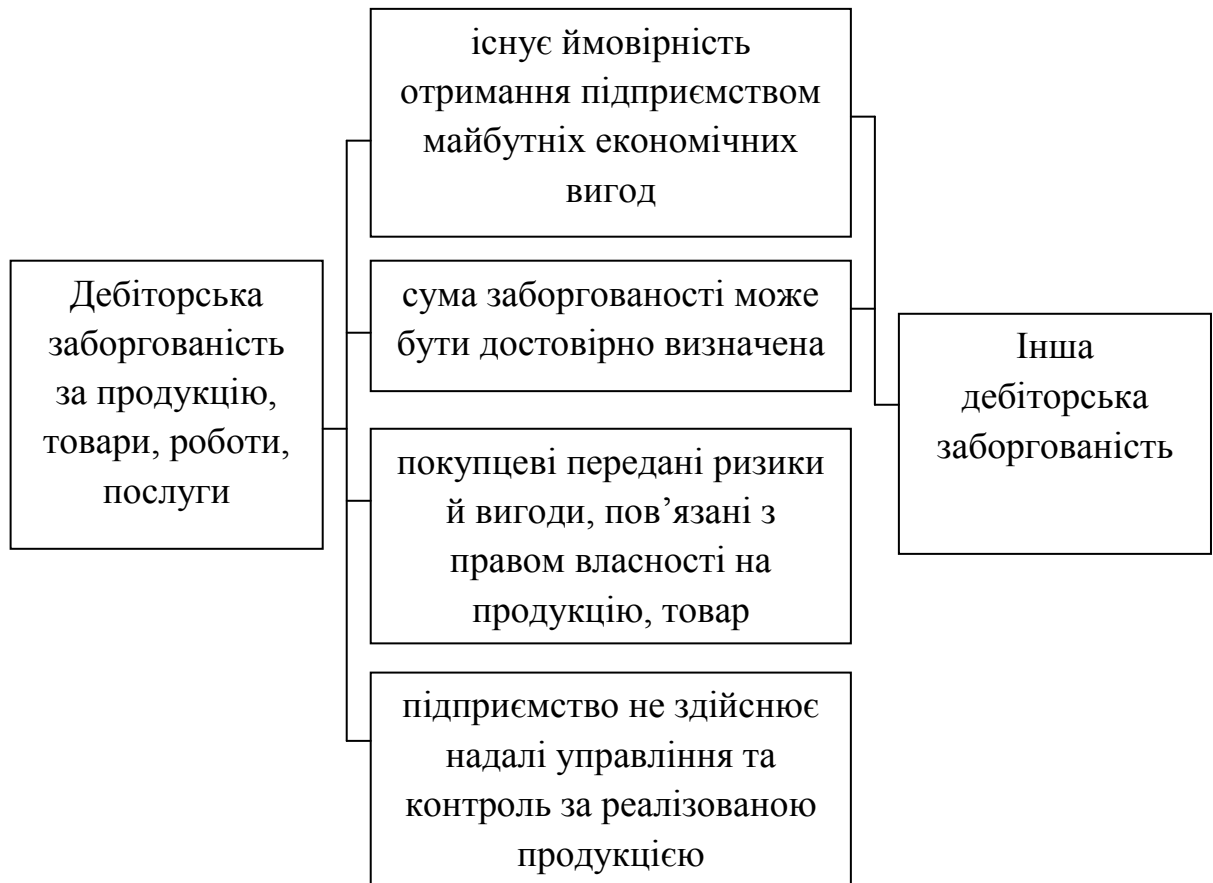 існує ймовірність
отримання підприємством
майбутніх економічних
вигод
Дебіторська
заборгованість
за продукцію,
товари, роботи,
послуги
сума заборгованості може
бути достовірно визначена
Інша
дебіторська
заборгованість
покупцеві передані ризики
й вигоди, пов’язані з
правом власності на
продукцію, товар
підприємство не здійснює
надалі управління та
контроль за реалізованою
продукцією